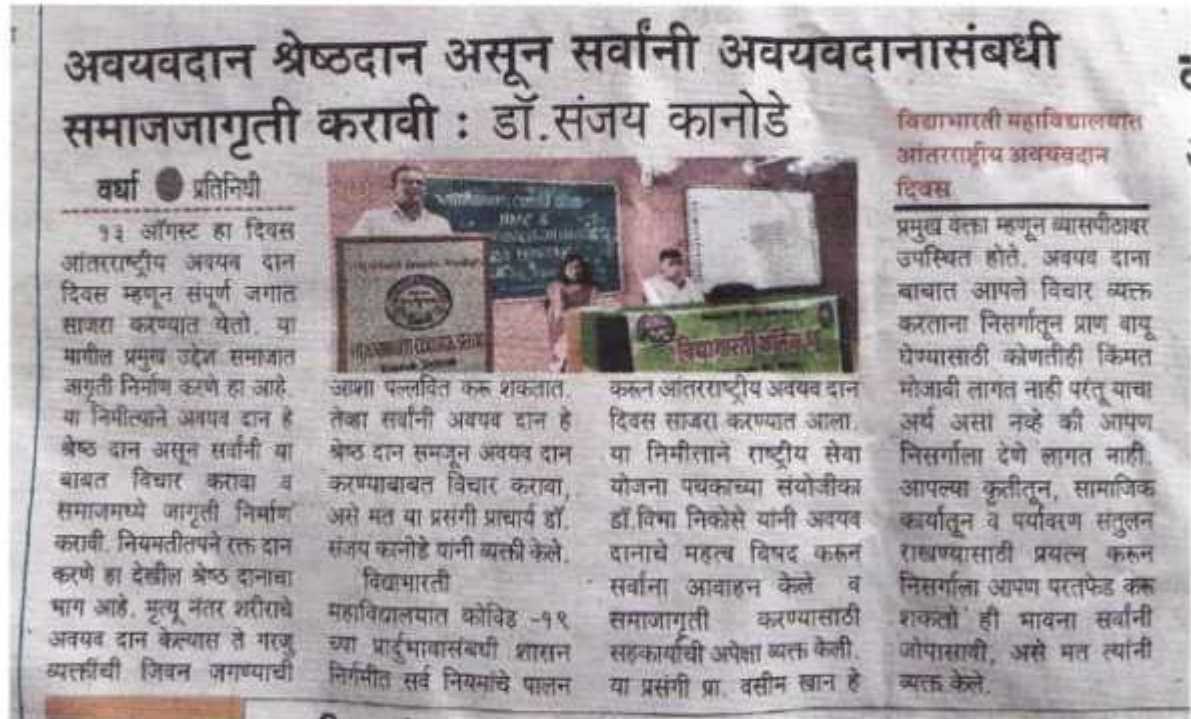 अवयवदान श्रेष्ठदान असून सर्वांनी अवयवदानासंबधी
समाजजागृती करावी : डॉ.संजय कानोडे
वर्धा प्रतिनिधी
१३ ऑगस्ट हा दिवस
आंतरराष्ट्रीय अवयव दान
दिवस म्हणून संपूर्ण जगात
साजरा करण्यात येतो. या
मागील प्रमुख उद्देश समाजात
जागृती निर्माण करणे हा आहे.
या निमीत्याने अवयव दान हे
श्रेष्ठ दान असून सर्वांनी या
बाबत विचार करावा व
समाजमध्ये जागृती निर्माण
करावी. नियमतीतपने रक्त दान
करणे हा देखील श्रेष्ठ दानाचा
भाग आहे. मृत्यू नंतर शरीराचे
अवयव दान केल्यास ते गरजु
व्यक्तींची जिवन जगण्याची
आशा पल्लवित करू शकतात.
तेव्हा सर्वांनी अवयव दान हे
श्रेष्ठ दान समजून अवयव दान
करण्याबाबत विचार करावा,
असे मत या प्रसंगी प्राचार्य डॉ.
संजय कानोडे यांनी व्यक्ती केले.
विद्याभारती
महाविद्यालयात कोविड -१९
च्या प्रार्दुभावासंबधी शासन
निर्गमीत सर्व नियमांचे पालन
करून आंतरराष्ट्रीय अवयव दान
दिवस साजरा करण्यात आला.
या निमीत्ताने राष्ट्रीय सेवा
योजना पथकाच्या संयोजीका
डॉ.विभा निकोसे यांनी अवयव
दानाचे महत्व विषद करून
सर्वांना आवाहन केले व
समाजागृती करण्यासाठी
सहकार्याची अपेक्षा व्यक्त केली.
या प्रसंगी प्रा. वसीम खान हे
विद्याभारती महाविद्यालयात
आंतरराष्ट्रीय अवयवदान
दिवस
प्रमुख वक्ता म्हणून व्यासपीठावर
उपस्थित होते. अवयव दाना
बाबात आपले विचार व्यक्त
करताना निसर्गातून प्राण वायू
घेण्यासाठी कोणतीही किंमत
मोजावी लागत नाही परंतू याचा
अर्थ असा नव्हे की आपण
निसर्गाला देणे लागत नाही.
आपल्या कृतीतून, सामाजिक
कार्यातून व पर्यावरण संतुलन
राखण्यासाठी प्रयत्न करून
निसर्गाला आपण परतफेड करू
शकतो ही भावना सर्वांनी
जोपासावी, असे मत त्यांनी
व्यक्त केले.